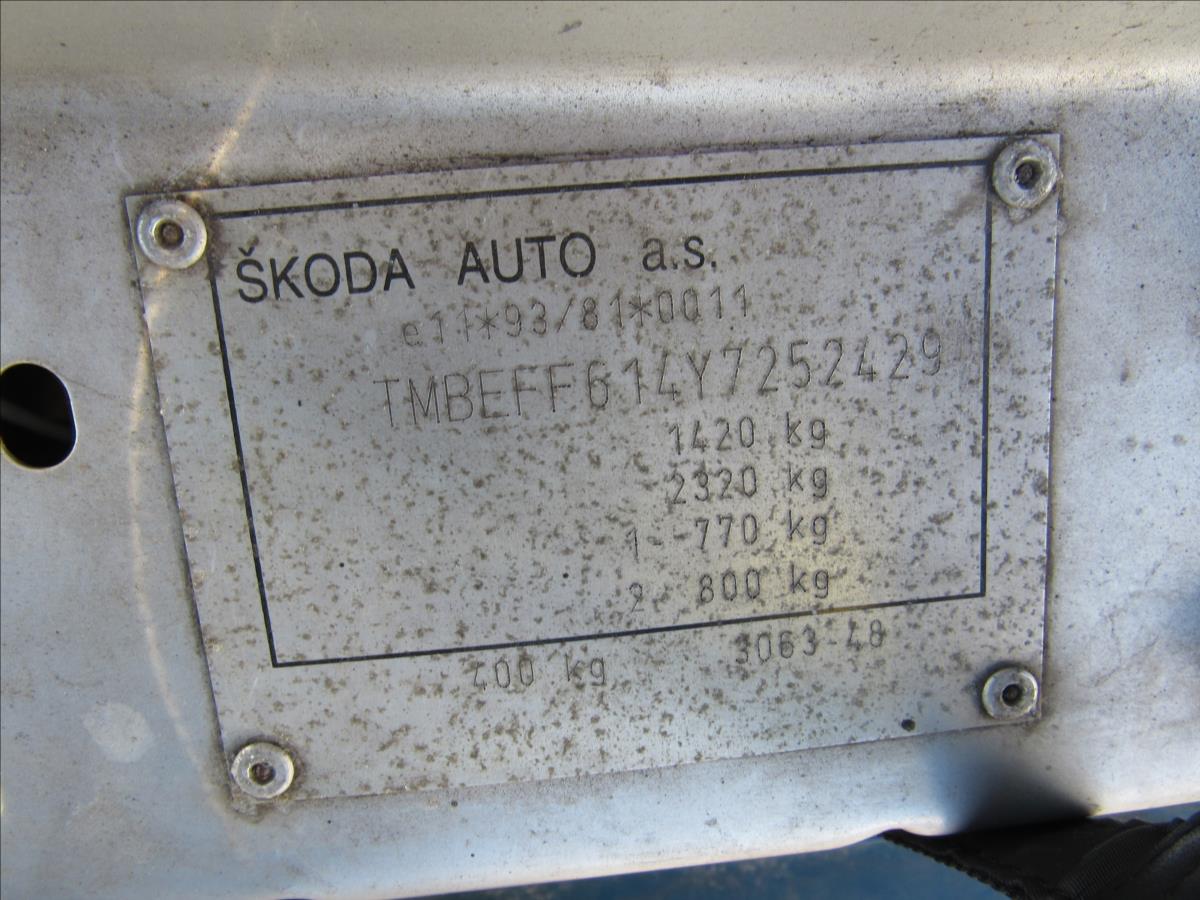 ŠKODA AUTO a.s.
e11*93/81*0011
TMBEFF614Y7252429
1420 kg
2320 kg
1- 770 kg
2- 800 kg
400 kg 3063-48